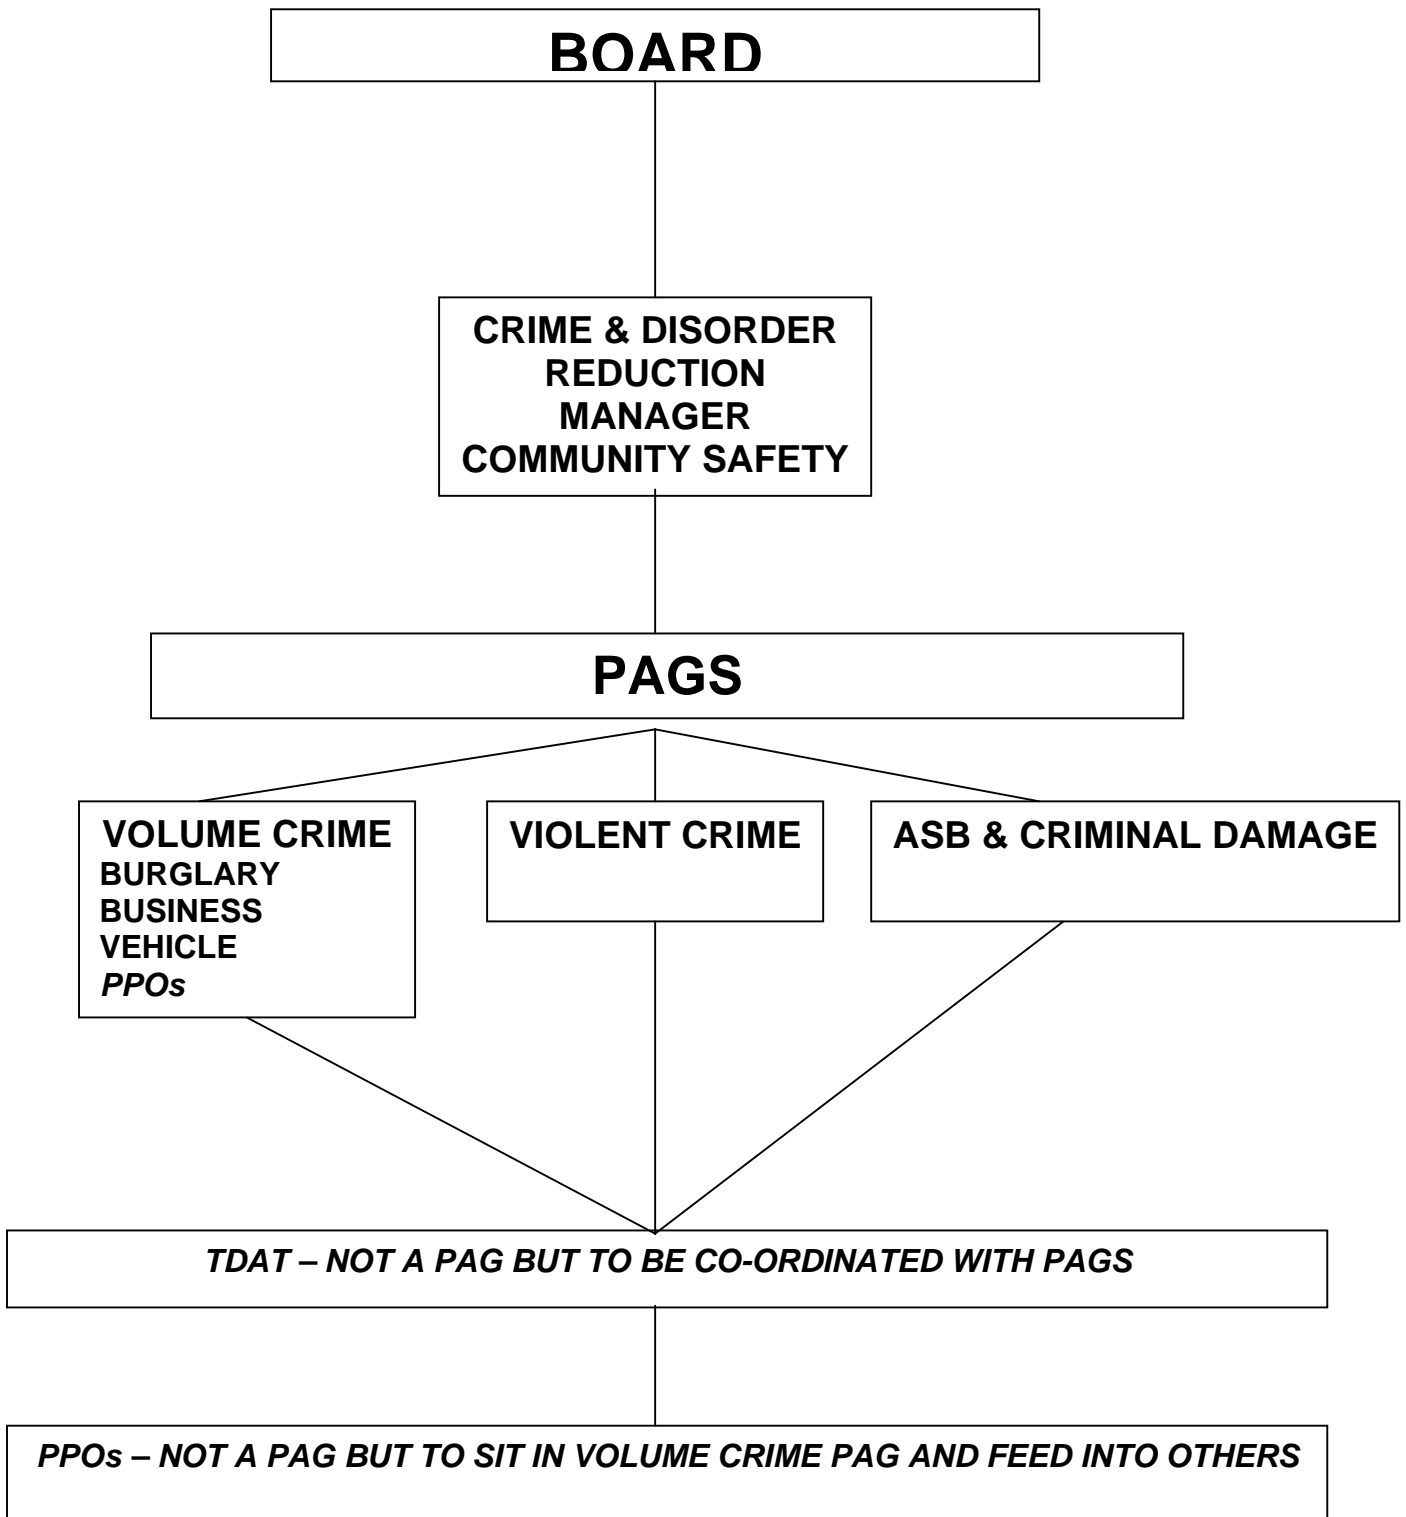 BOARD
CRIME & DISORDER
REDUCTION
MANAGER
COMMUNITY SAFETY
PAGS
VOLUME CRIME
BURGLARY
BUSINESS
VEHICLE
PPOs
VIOLENT CRIME
ASB & CRIMINAL DAMAGE
TDAT – NOT A PAG BUT TO BE CO-ORDINATED WITH PAGS
PPOs – NOT A PAG BUT TO SIT IN VOLUME CRIME PAG AND FEED INTO OTHERS